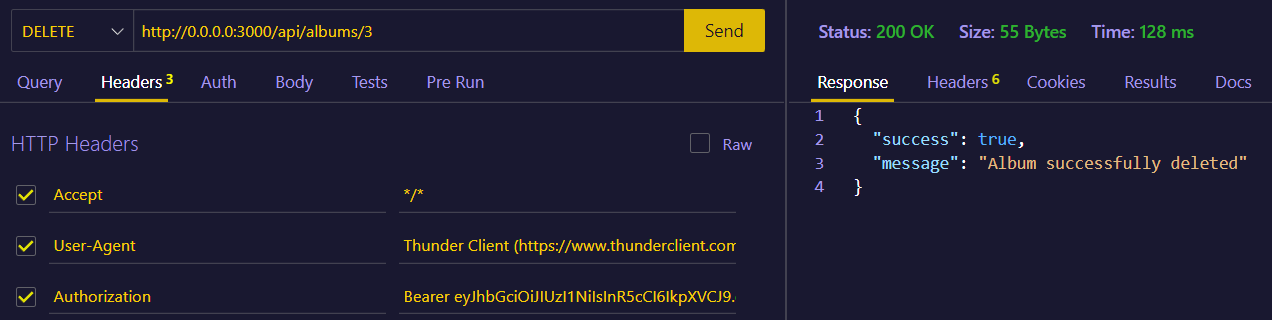 DELETE http://0.0.0.0:3000/api/albums/3 Send
Query Headers 3 Auth Body Tests Pre Run
HTTP Headers Raw
Accept */*
User-Agent Thunder Client (https://www.thunderclient.com
Authorization Bearer eyJhbGciOiJIUzI1NiIsInR5cCI6IkpXVCJ9.
Status: 200 OK Size: 55 Bytes Time: 128 ms
Response Headers 6 Cookies Results Docs
1 {
2 "success": true,
3 "message": "Album successfully deleted"
4 }